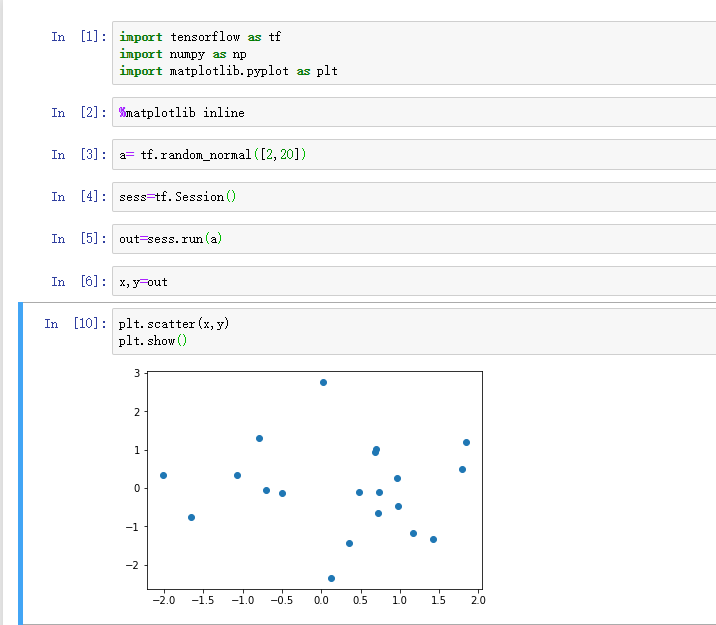 In [1]: import tensorflow as tf
import numpy as np
import matplotlib.pyplot as plt
In [2]: %matplotlib inline
In [3]: a= tf.random_normal([2,20])
In [4]: sess=tf.Session()
In [5]: out=sess.run(a)
In [6]: x,y=out
In [10]: plt.scatter(x,y)
plt.show()
3
2
1
0
−1
−2
−2.0 −1.5 −1.0 −0.5 0.0 0.5 1.0 1.5 2.0